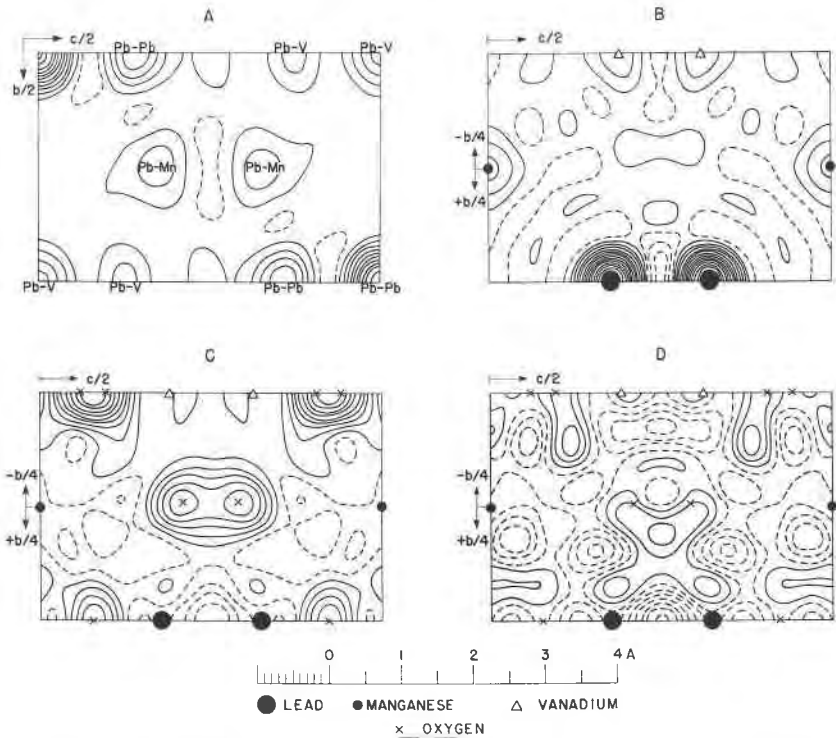 A
c/2
b/2
Pb-Pb
Pb-V
Pb-V
Pb-Mn
Pb-Mn
Pb-V
Pb-V
Pb-Pb
Pb-Pb
B
c/2
-b/4
+b/4
C
c/2
-b/4
+b/4
D
c/2
-b/4
+b/4
0 1 2 3 4 A
LEAD MANGANESE VANADIUM
× OXYGEN